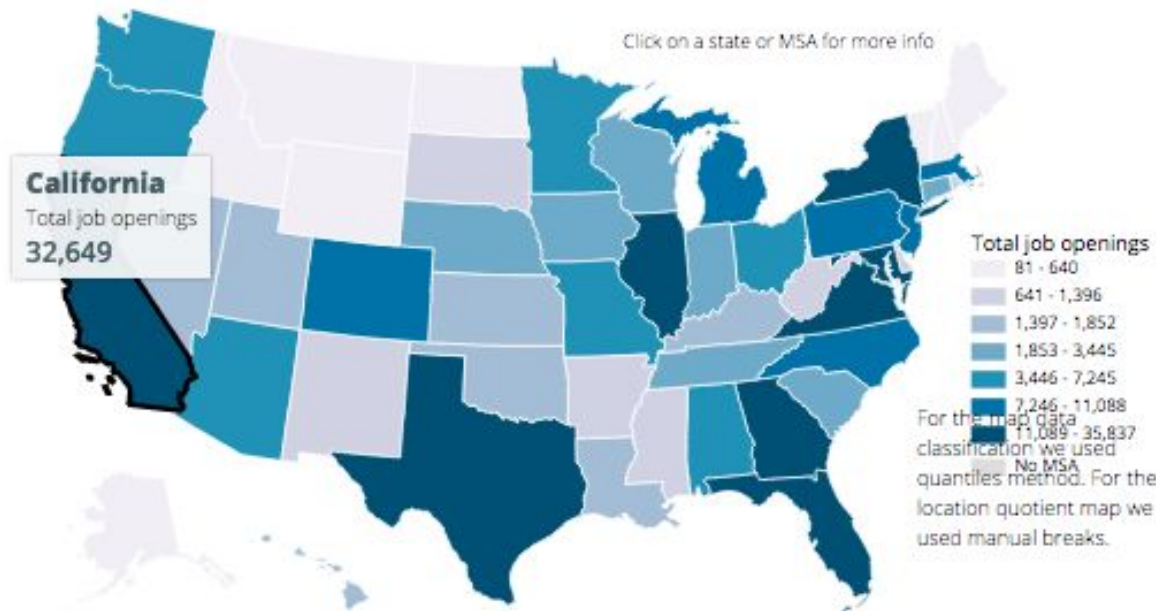 Click on a state or MSA for more info
California
Total job openings
32,649
Total job openings
81 - 640
641 - 1,396
1,397 - 1,852
1,853 - 3,445
3,446 - 7,245
7,246 - 11,088
11,089 - 35,837
No MSA
For the map data
classification we used
quantiles method. For the
location quotient map we
used manual breaks.